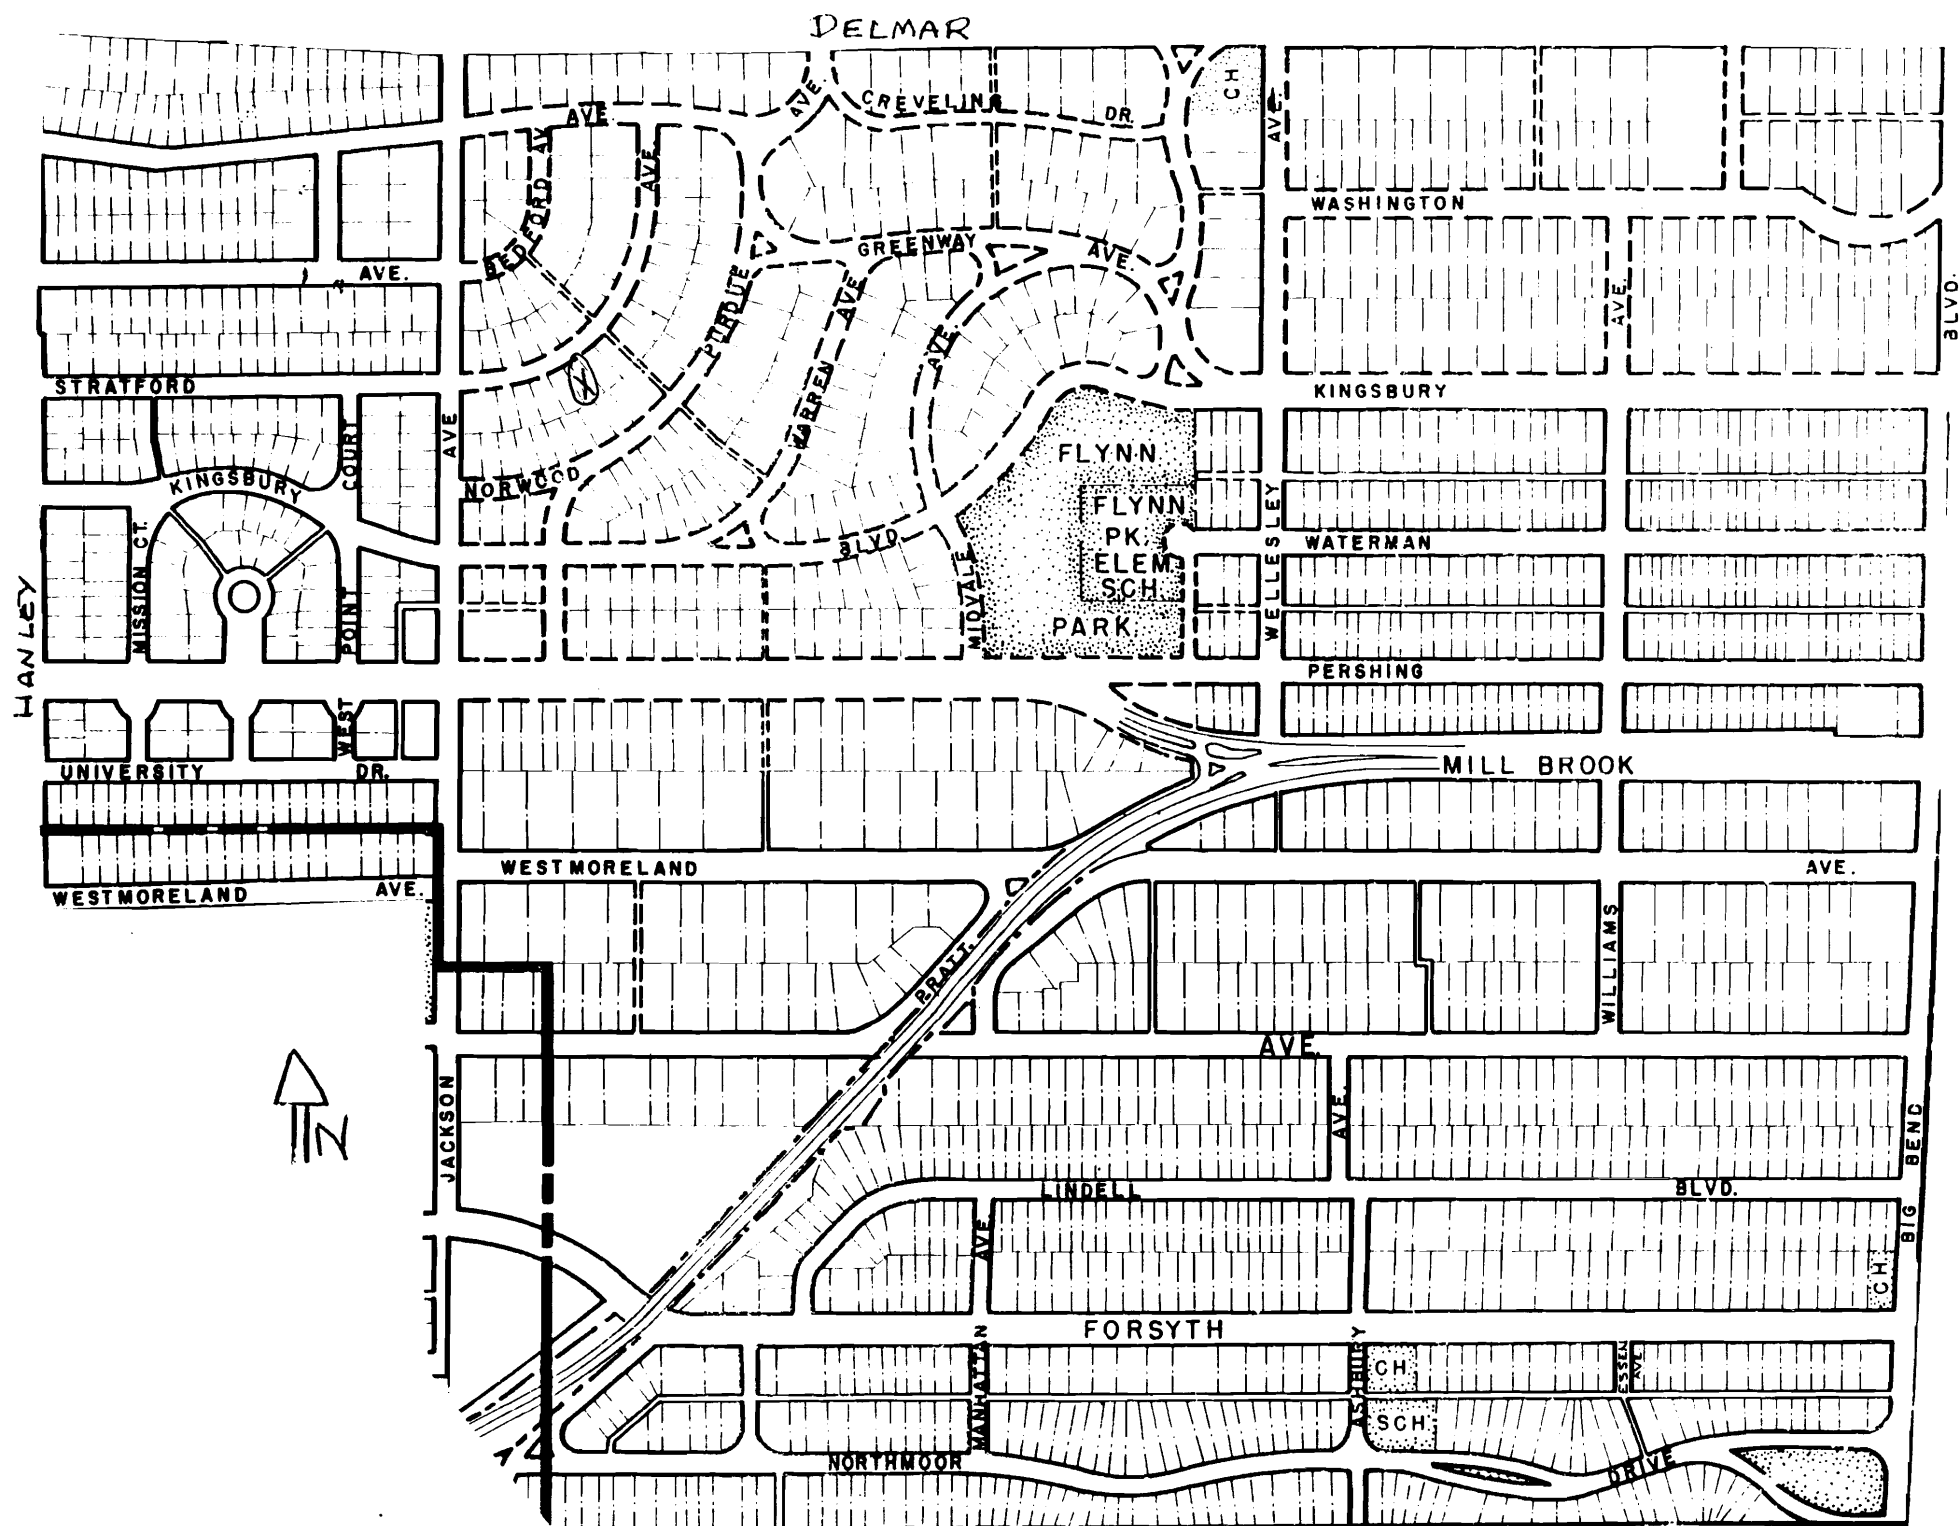 DELMAR
CH
CREVELING
AVE.
AVE.
DR.
AVE.
BEDFORD AV.
AVE.
WASHINGTON
GREENWAY
AVE.
AVE.
PURDUE
AVE
AVE.
BLVD.
STRATFORD
AVE.
KINGSBURY
WARREN
X
AVE
COURT
KINGSBURY
NORWOOD
FLYNN
FLYNN
PK.
ELEM.
SCH.
PARK
WELLESLEY
WATERMAN
BLVD.
MISSION CT.
POINT
WEST
MIDVALE
HANLEY
PERSHING
UNIVERSITY DR.
MILL BROOK
WESTMORELAND
AVE.
WESTMORELAND AVE.
WILLIAMS
PRATT
AVE.
N
JACKSON
AVE.
BIG BEND
LINDELL
BLVD.
AVE.
CH.
FORSYTH
MANHATTAN
ASHBURY
CH
ESSEN AVE
SCH
NORTHMOOR
DRIVE